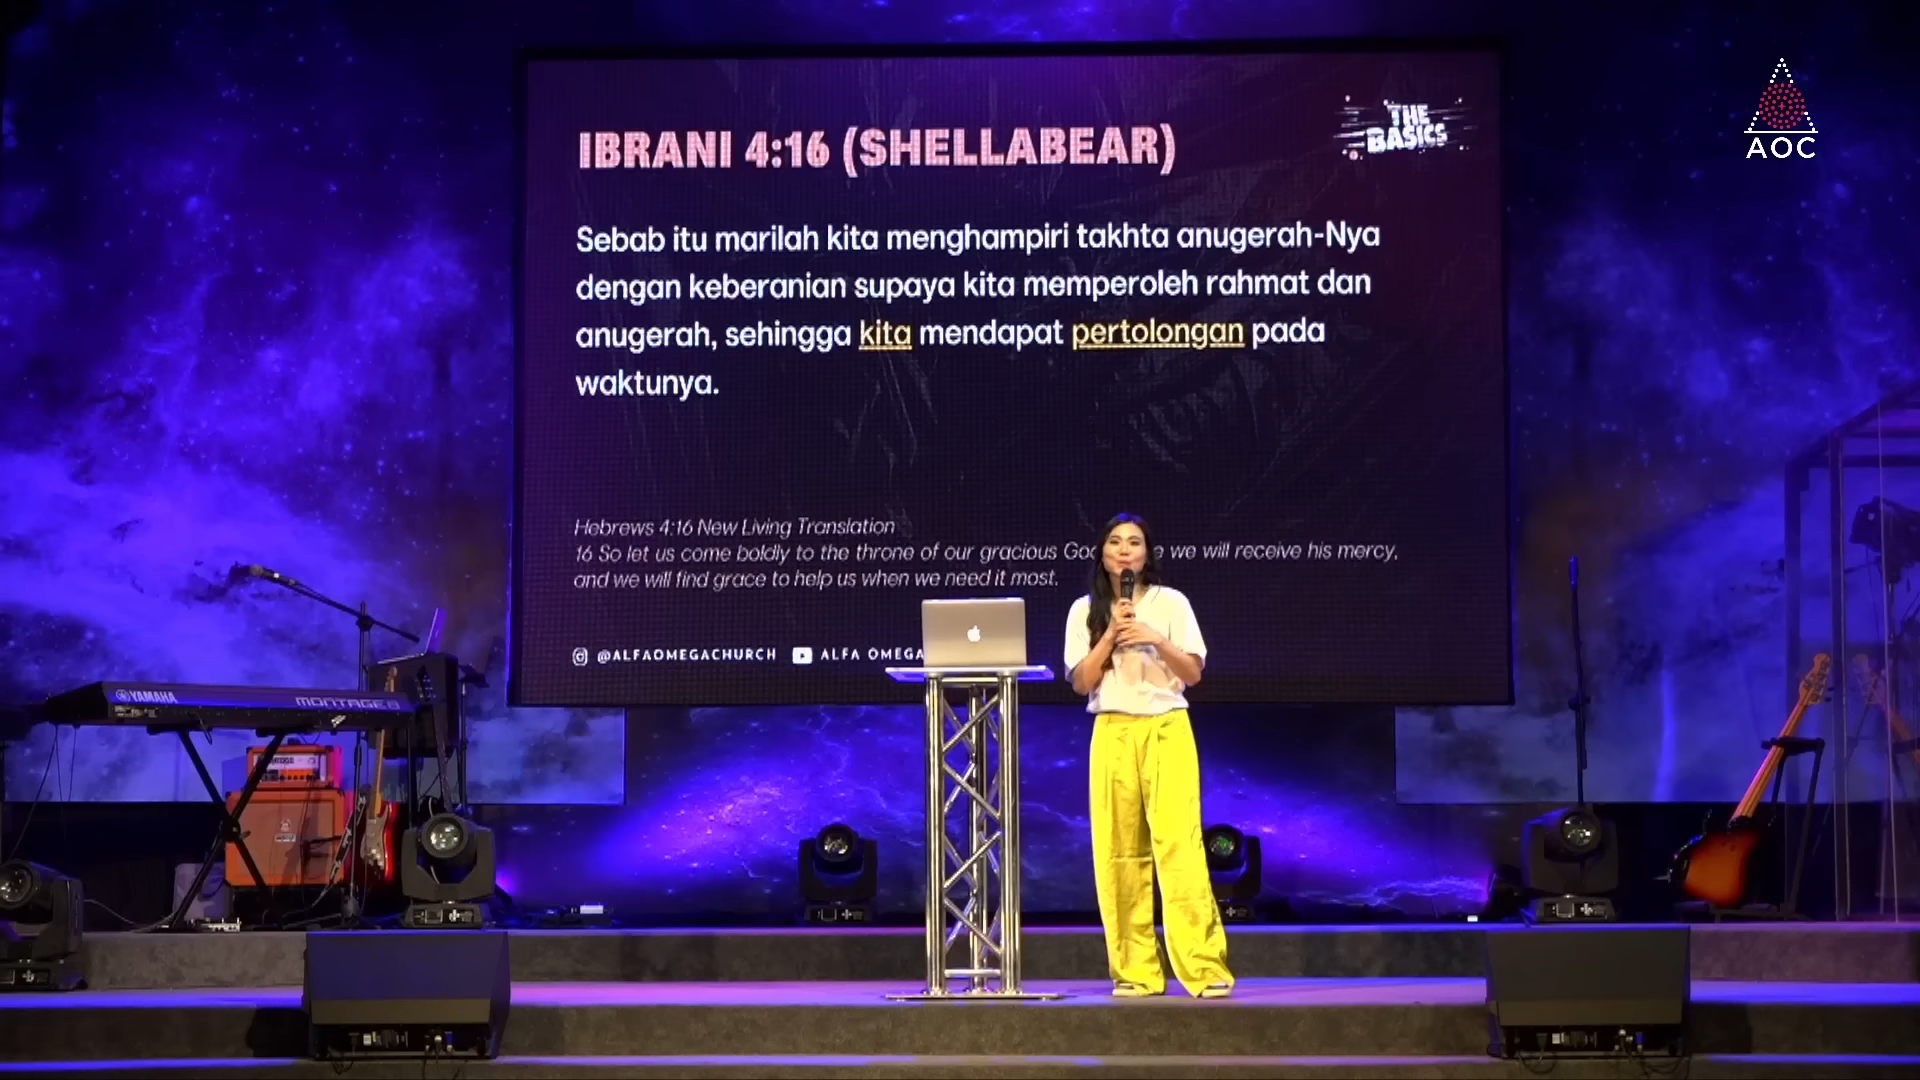 AOC
THE
BASICS
IBRANI 4:16 (SHELLABEAR)
Sebab itu marilah kita menghampiri takhta anugerah-Nya
dengan keberanian supaya kita memperoleh rahmat dan
anugerah, sehingga kita mendapat pertolongan pada
waktunya.
Hebrews 4:16 New Living Translation
16 So let us come boldly to the throne of our gracious we will receive his mercy,
and we will find grace to help us when we need it most.
@ALFAOMEGACHURCH ALFA OMEGA
YAMAHA MONTAGE8